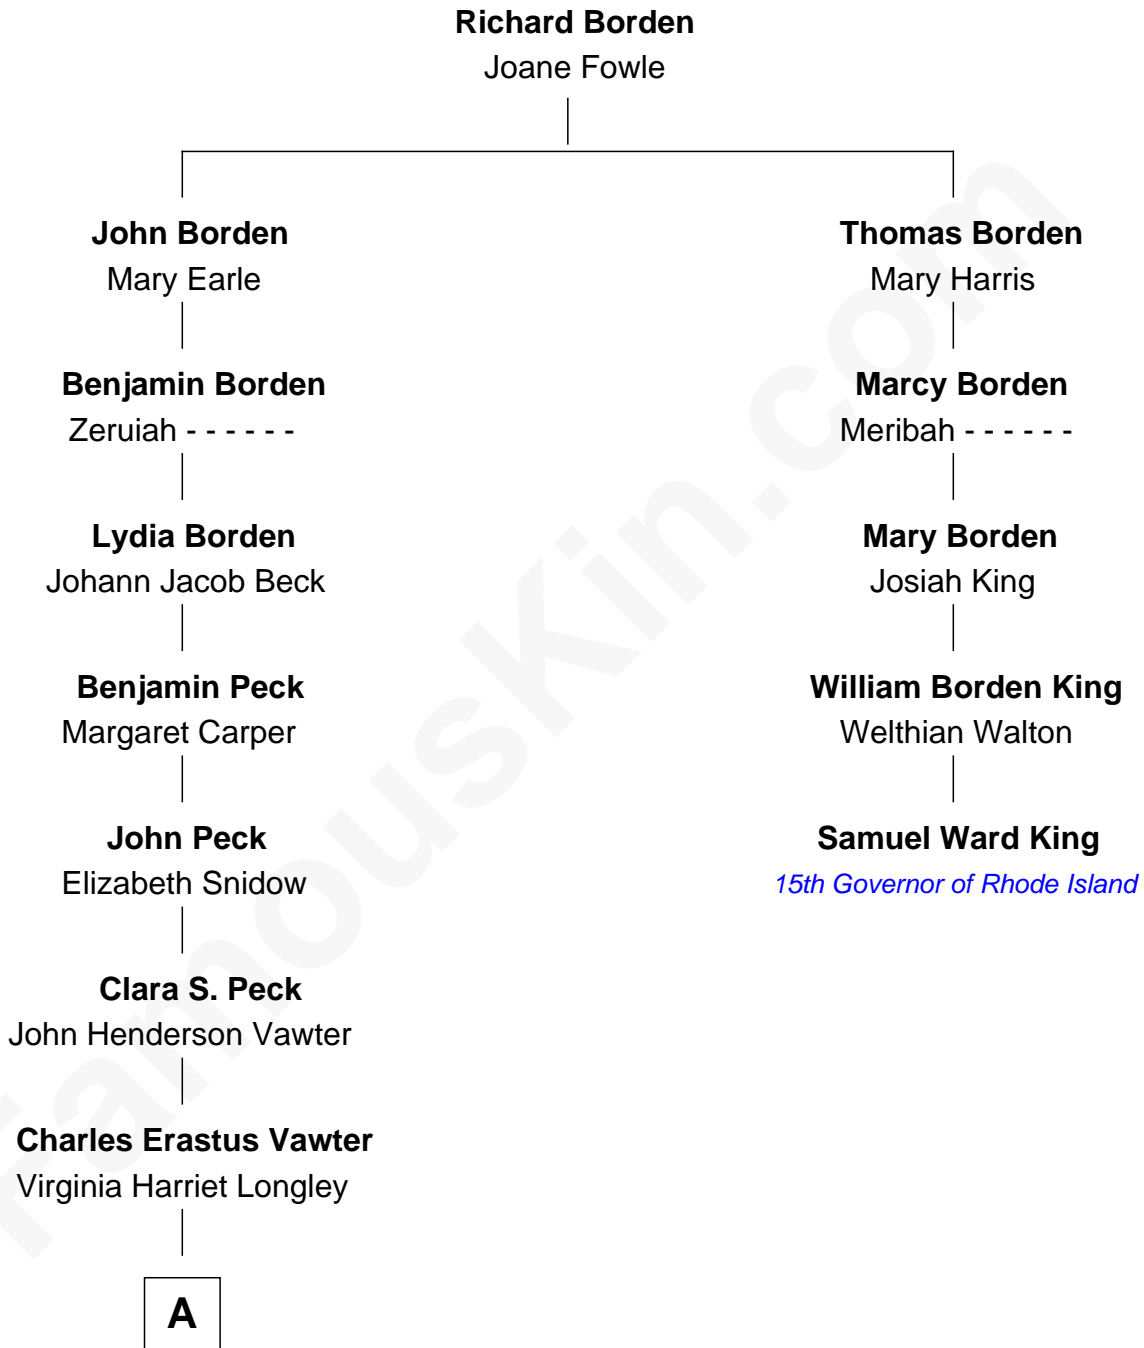 Richard Borden
Joane Fowle
John Borden
Mary Earle
Thomas Borden
Mary Harris
Benjamin Borden
Zeruiah - - - - - -
Marcy Borden
Meribah - - - - - -
Lydia Borden
Johann Jacob Beck
Mary Borden
Josiah King
Benjamin Peck
Margaret Carper
William Borden King
Welthian Walton
John Peck
Elizabeth Snidow
Samuel Ward King
15th Governor of Rhode Island
Clara S. Peck
John Henderson Vawter
Charles Erastus Vawter
Virginia Harriet Longley
A
FamousKin.com